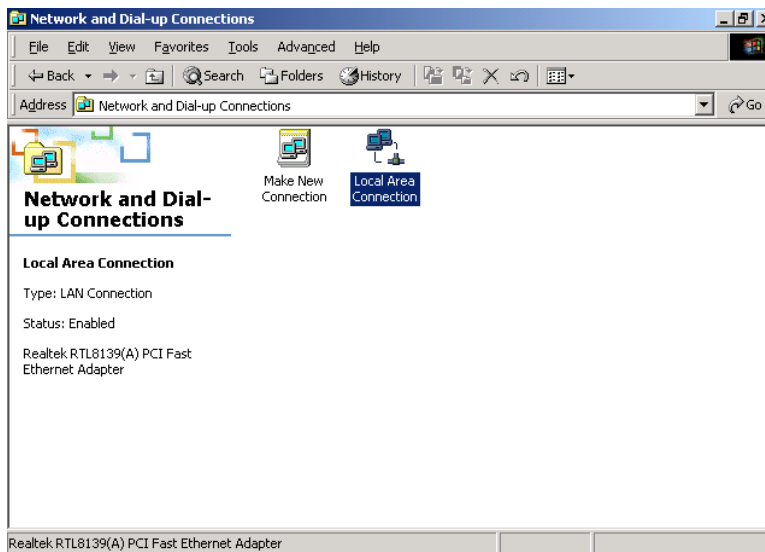 Network and Dial-up Connections
File Edit View Favorites Tools Advanced Help
Back Search Folders History
Address Network and Dial-up Connections Go
Make New
Connection
Local Area
Connection
Network and Dial-
up Connections
Local Area Connection
Type: LAN Connection
Status: Enabled
Realtek RTL8139(A) PCI Fast
Ethernet Adapter
Realtek RTL8139(A) PCI Fast Ethernet Adapter